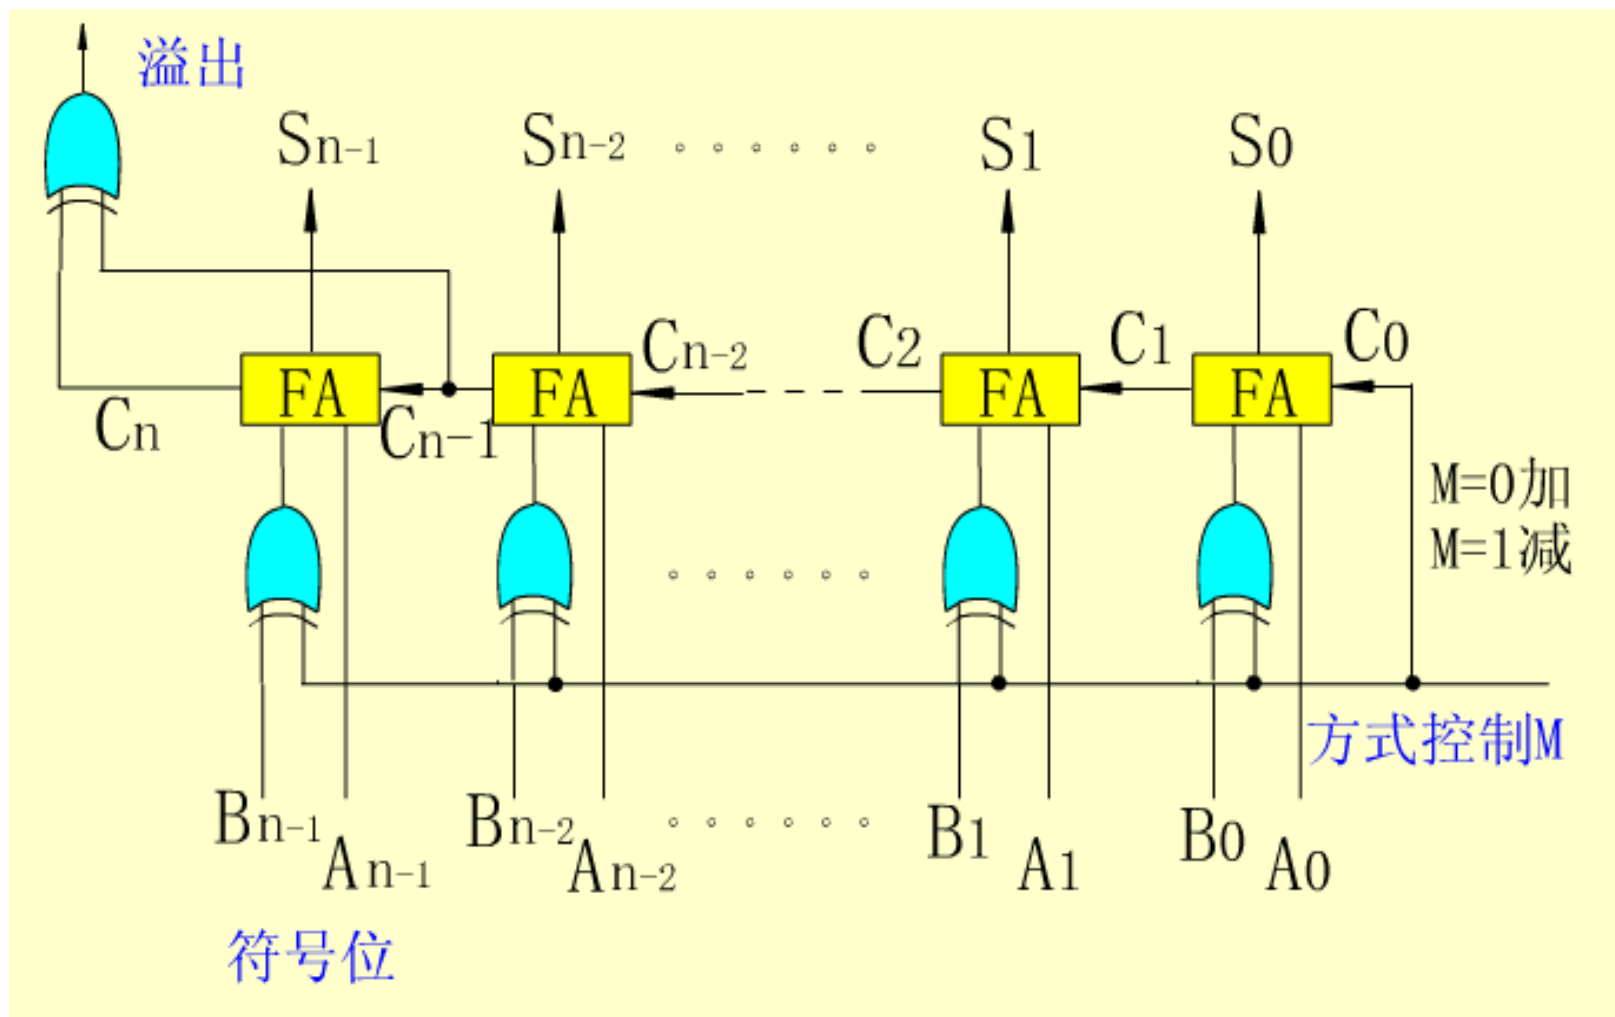 溢出
Sn-1 Sn-2 S1 S0
Cn-2 C2 C1 C0
FA FA FA FA
Cn Cn-1
M=0加
M=1减
方式控制M
Bn-1 Bn-2 B1 B0
An-1 An-2 A1 A0
符号位